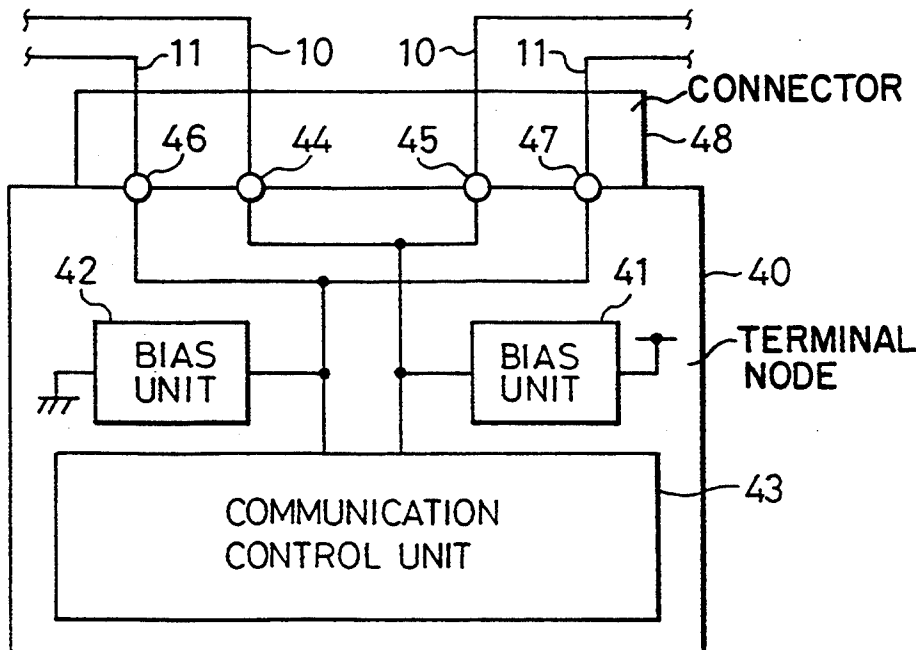 11 10 10 11
CONNECTOR
46 44 45 47 48
42 41 40
BIAS UNIT
BIAS UNIT
TERMINAL NODE
43
COMMUNICATION
CONTROL UNIT